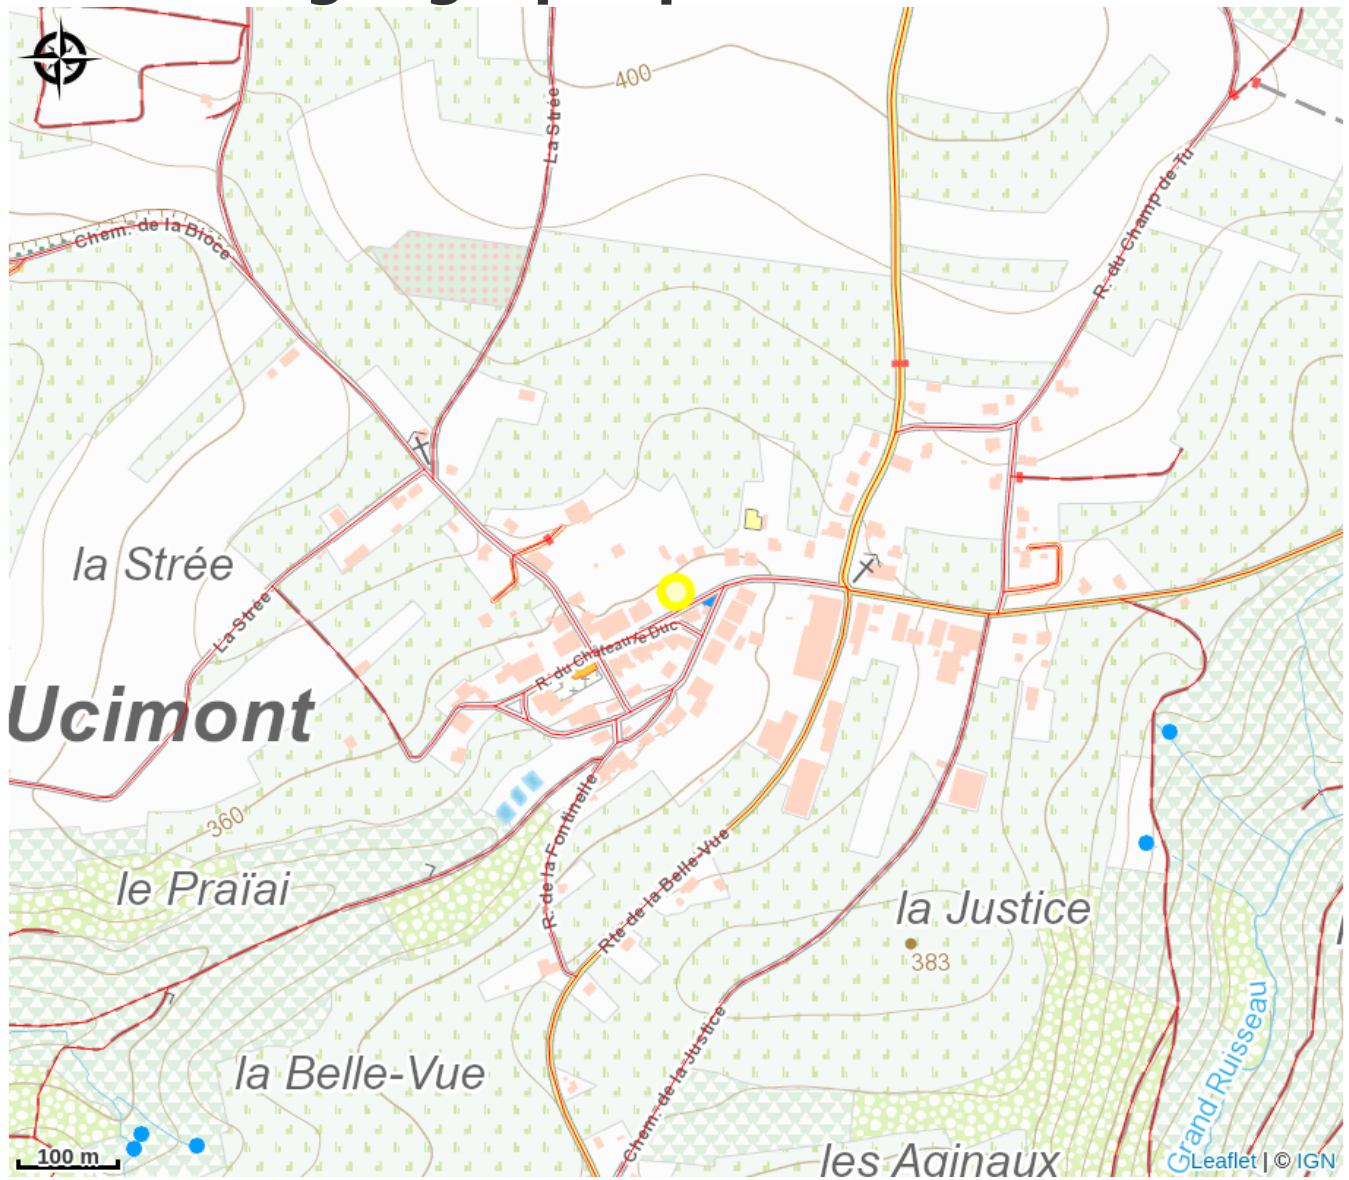 400
La Strée
R. du Champ de Tu
Chem. de la Bioce
la Strée
La Strée
R. du Château
e Duc
Ucimont
360
R. de la Fontinelle
Rte de la Belle-Vue
le Praïai
la Justice
383
Chem. de la Justice
Grand Ruisseau
la Belle-Vue
les Aginaux
100 m
Leaflet | © IGN